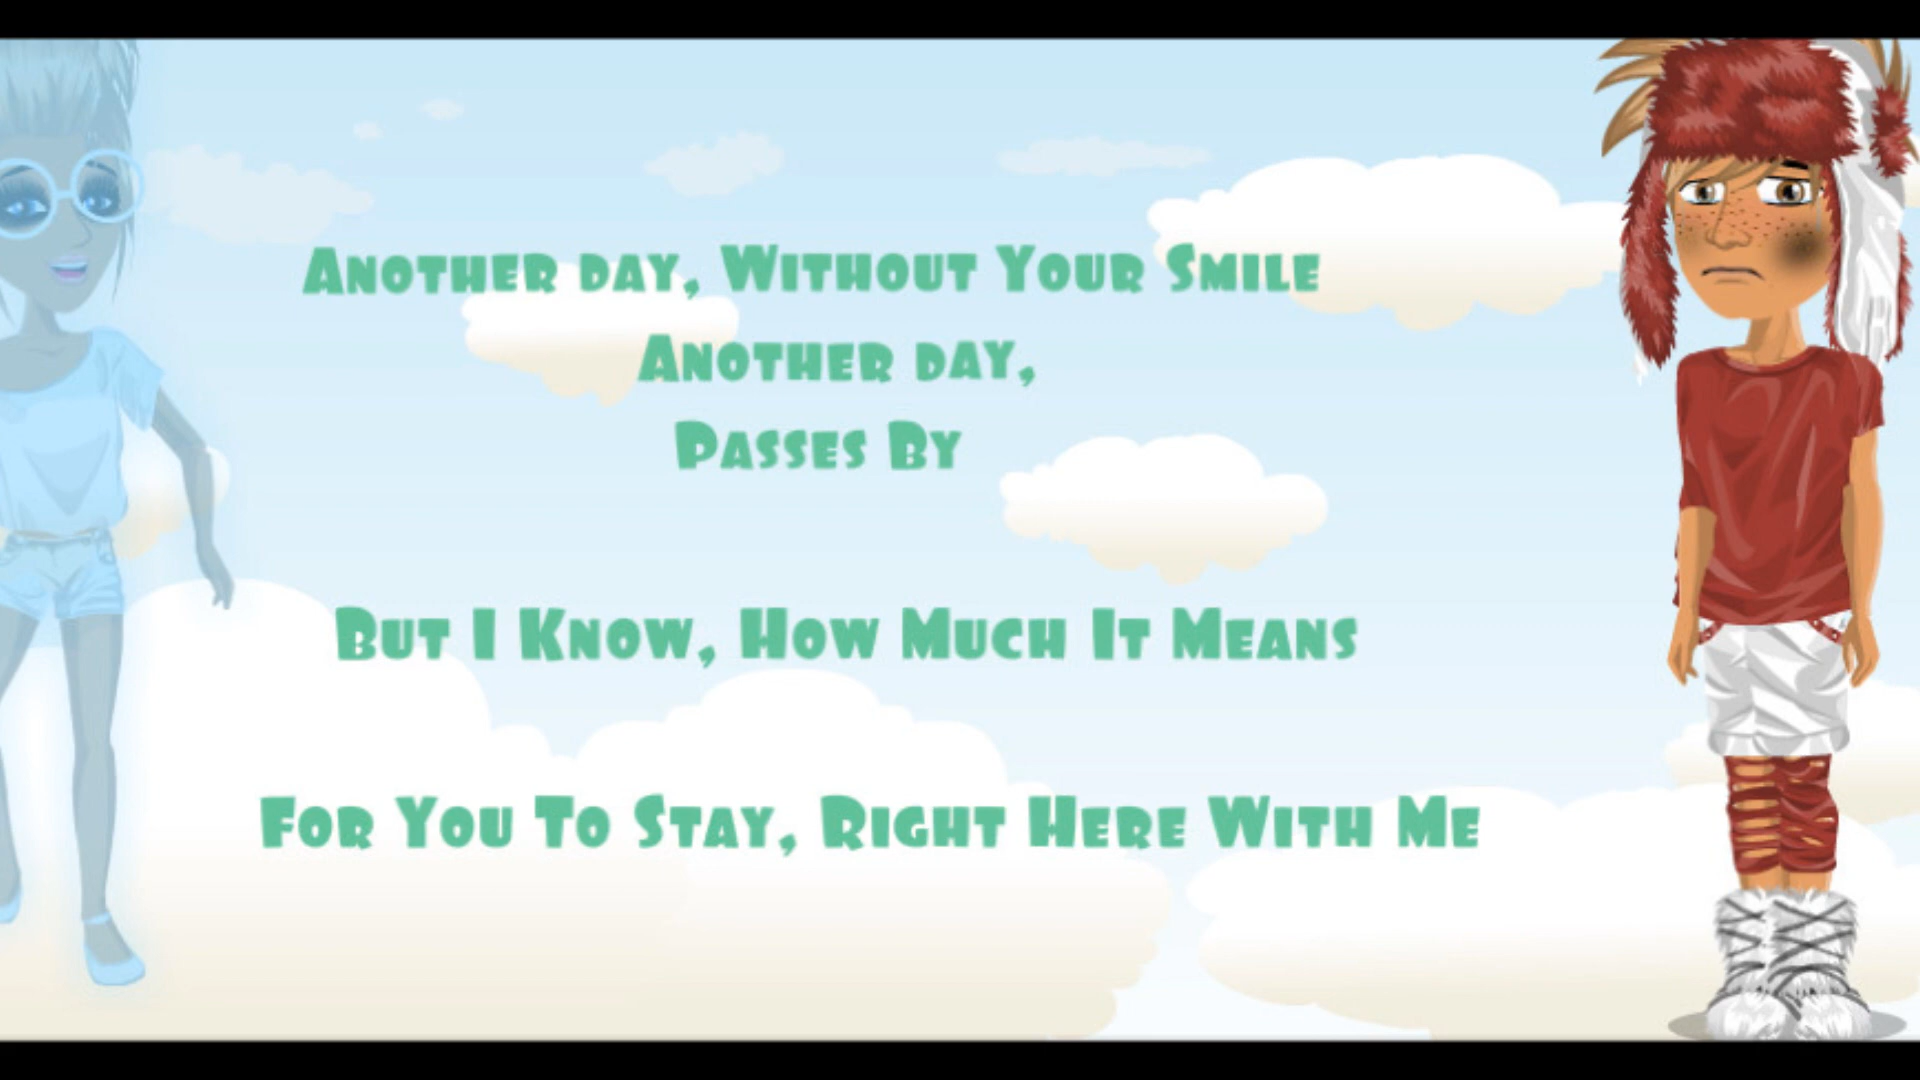 Another day, Without Your Smile
Another day,
Passes By
But I Know, How Much It Means
For You To Stay, Right Here With Me